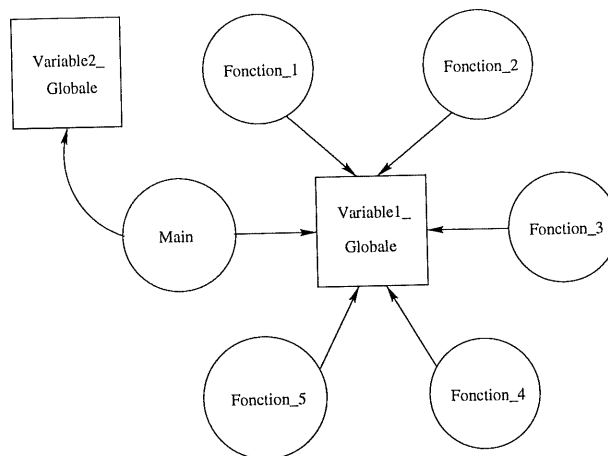 Variable2_
Globale
Fonction_1
Fonction_2
Variable1_
Globale
Main
Fonction_3
Fonction_5
Fonction_4